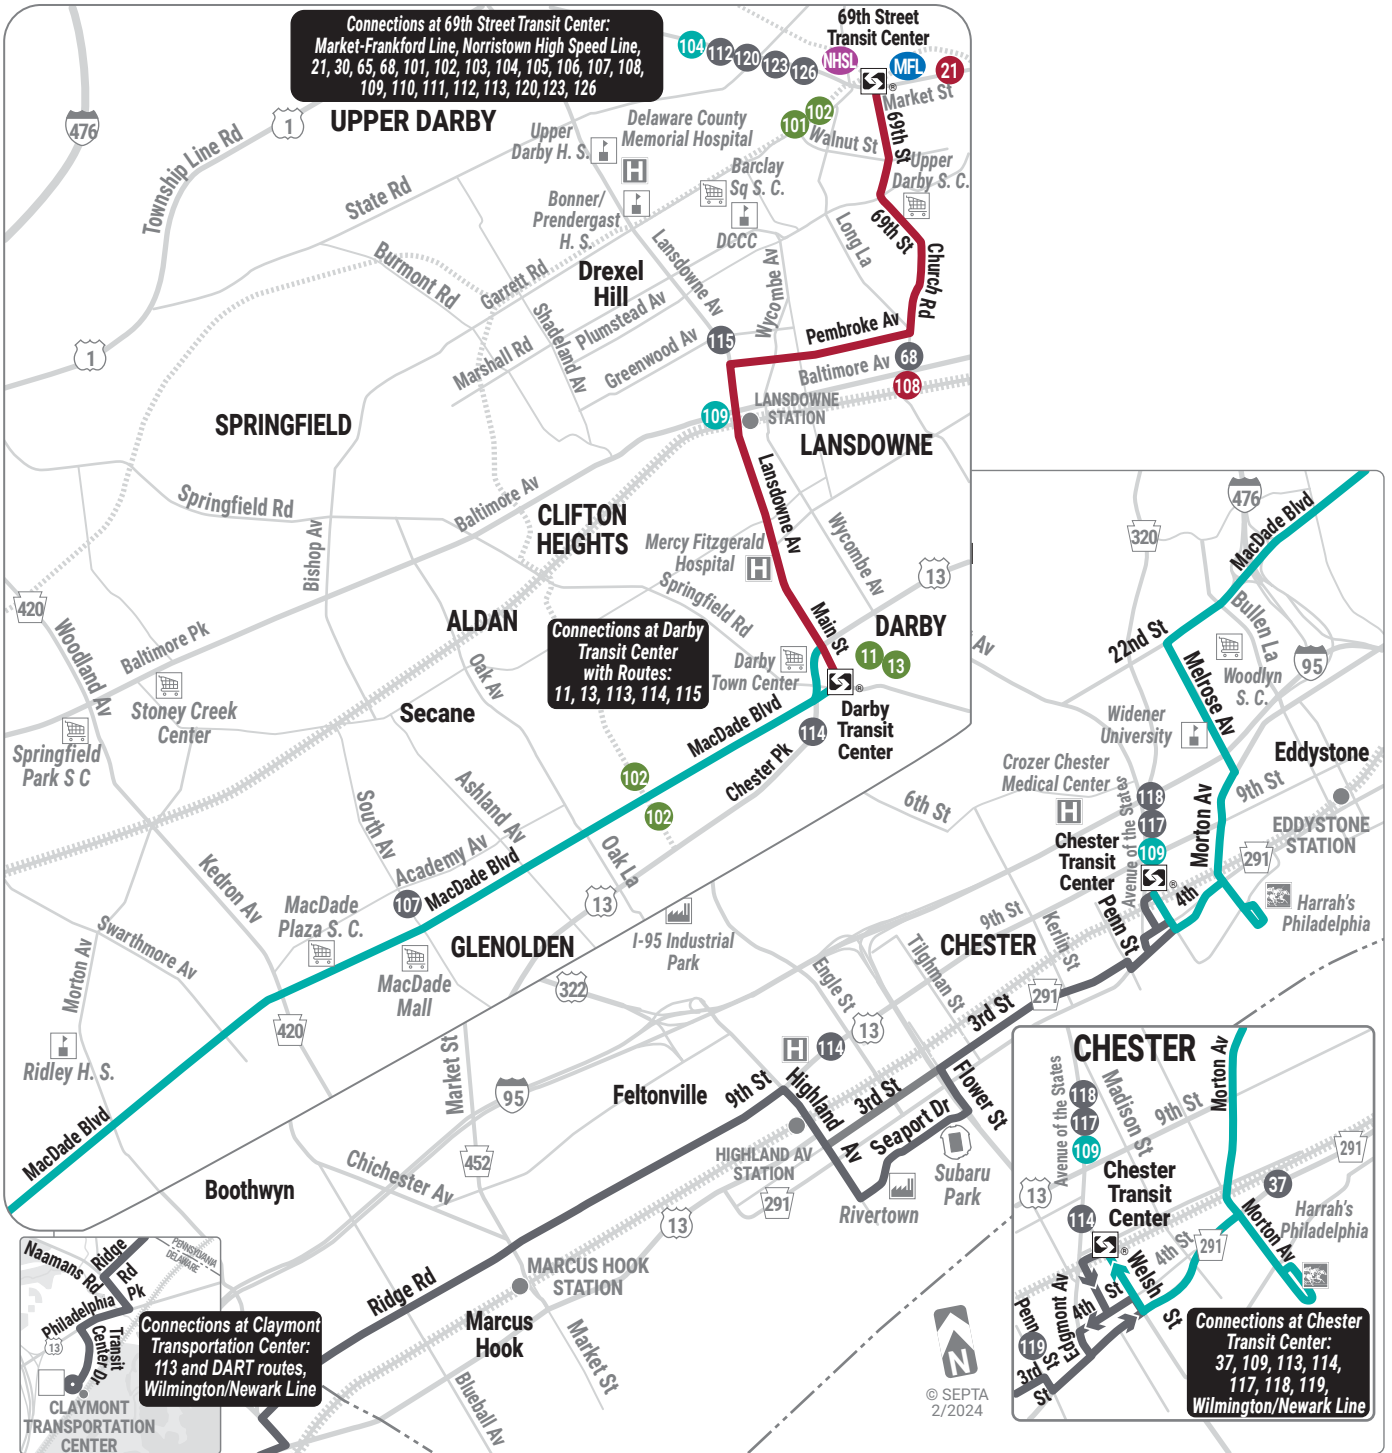 Connections at 69th Street Transit Center:
Market-Frankford Line, Norristown High Speed Line,
21, 30, 65, 68, 101, 102, 103, 104, 105, 106, 107, 108,
109, 110, 111, 112, 113, 120,123, 126
69th Street
Transit Center
104
112
120
123
126
NHSL
MFL
21
®
Market St
101
102
Walnut St
69th St
476
1
UPPER DARBY
Township Line Rd
State Rd
Upper
Darby H. S.
Delaware County
Memorial Hospital
H
Barclay
Sq S. C.
Upper
Darby S. C.
Bonner/
Prendergast
H. S.
DCCC
Long La
69th St
Church Rd
Burmont Rd
Garrett Rd
Drexel
Hill
Lansdowne Av
Wycombe Av
Shadeland Av
Plumstead Av
Greenwood Av
Marshall Rd
115
Pembroke Av
Baltimore Av
68
108
1
SPRINGFIELD
109
LANSDOWNE
STATION
LANSDOWNE
Springfield Rd
Baltimore Av
CLIFTON
HEIGHTS
Lansdowne Av
Wycombe Av
Bishop Av
Mercy Fitzgerald
Hospital
H
Springfield Rd
13
420
Woodland Av
Baltimore Pk
ALDAN
Oak Av
Connections at Darby
Transit Center
with Routes:
11, 13, 113, 114, 115
Main St
DARBY
11
13
Darby
Town Center
®
Darby
Transit
Center
Stoney Creek
Center
Springfield
Park S C
Secane
MacDade Blvd
114
Chester Pk
102
102
South Av
Ashland Av
Academy Av
MacDade Blvd
Oak La
107
Kedron Av
MacDade
Plaza S. C.
13
GLENOLDEN
MacDade
Mall
I-95 Industrial
Park
Swarthmore Av
Morton Av
420
Ridley H. S.
MacDade Blvd
Av
320
476
MacDade Blvd
22nd St
Bullen La
Woodlyn
S. C.
95
Melrose Av
Widener
University
Eddystone
Crozer Chester
Medical Center
H
6th St
Avenue of the States
118
117
109
9th St
Morton Av
EDDYSTONE
STATION
Chester
Transit
Center
®
291
4th
Harrah's
Philadelphia
Penn St
9th St
Kerlin St
CHESTER
Tilghman St
Engle St
322
291
3rd St
13
H
114
Market St
95
Feltonville
9th St
Highland
Av
3rd St
Flower St
Seaport Dr
HIGHLAND AV
STATION
291
Subaru
Park
Rivertown
452
Chichester Av
Boothwyn
13
MARCUS HOOK
STATION
Ridge Rd
Marcus
Hook
Market St
Blueball Av
N
© SEPTA
2/2024
Naamans Rd
Ridge
Rd
PENNSYLVANIA
DELAWARE
Philadelphia Pk
Transit
Center Dr
13
CLAYMONT
TRANSPORTATION
CENTER
Connections at Claymont
Transportation Center:
113 and DART routes,
Wilmington/Newark Line
CHESTER
Morton Av
Avenue of the States
Madison St
9th St
118
117
109
291
Chester
Transit
Center
37
13
Harrah's
Philadelphia
114
®
4th St
291
Morton Av
Welsh
St
4th
St
Edgmont Av
Penn
St
119
3rd
St
Connections at Chester
Transit Center:
37, 109, 113, 114,
117, 118, 119,
Wilmington/Newark Line